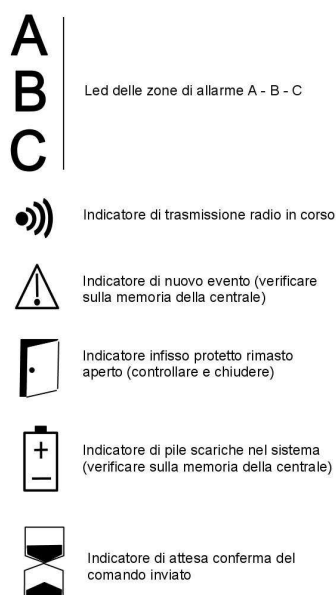 A
B
C
Led delle zone di allarme A - B - C
Indicatore di trasmissione radio in corso
Indicatore di nuovo evento (verificare
sulla memoria della centrale)
Indicatore infisso protetto rimasto
aperto (controllare e chiudere)
Indicatore di pile scariche nel sistema
(verificare sulla memoria della centrale)
Indicatore di attesa conferma del
comando inviato